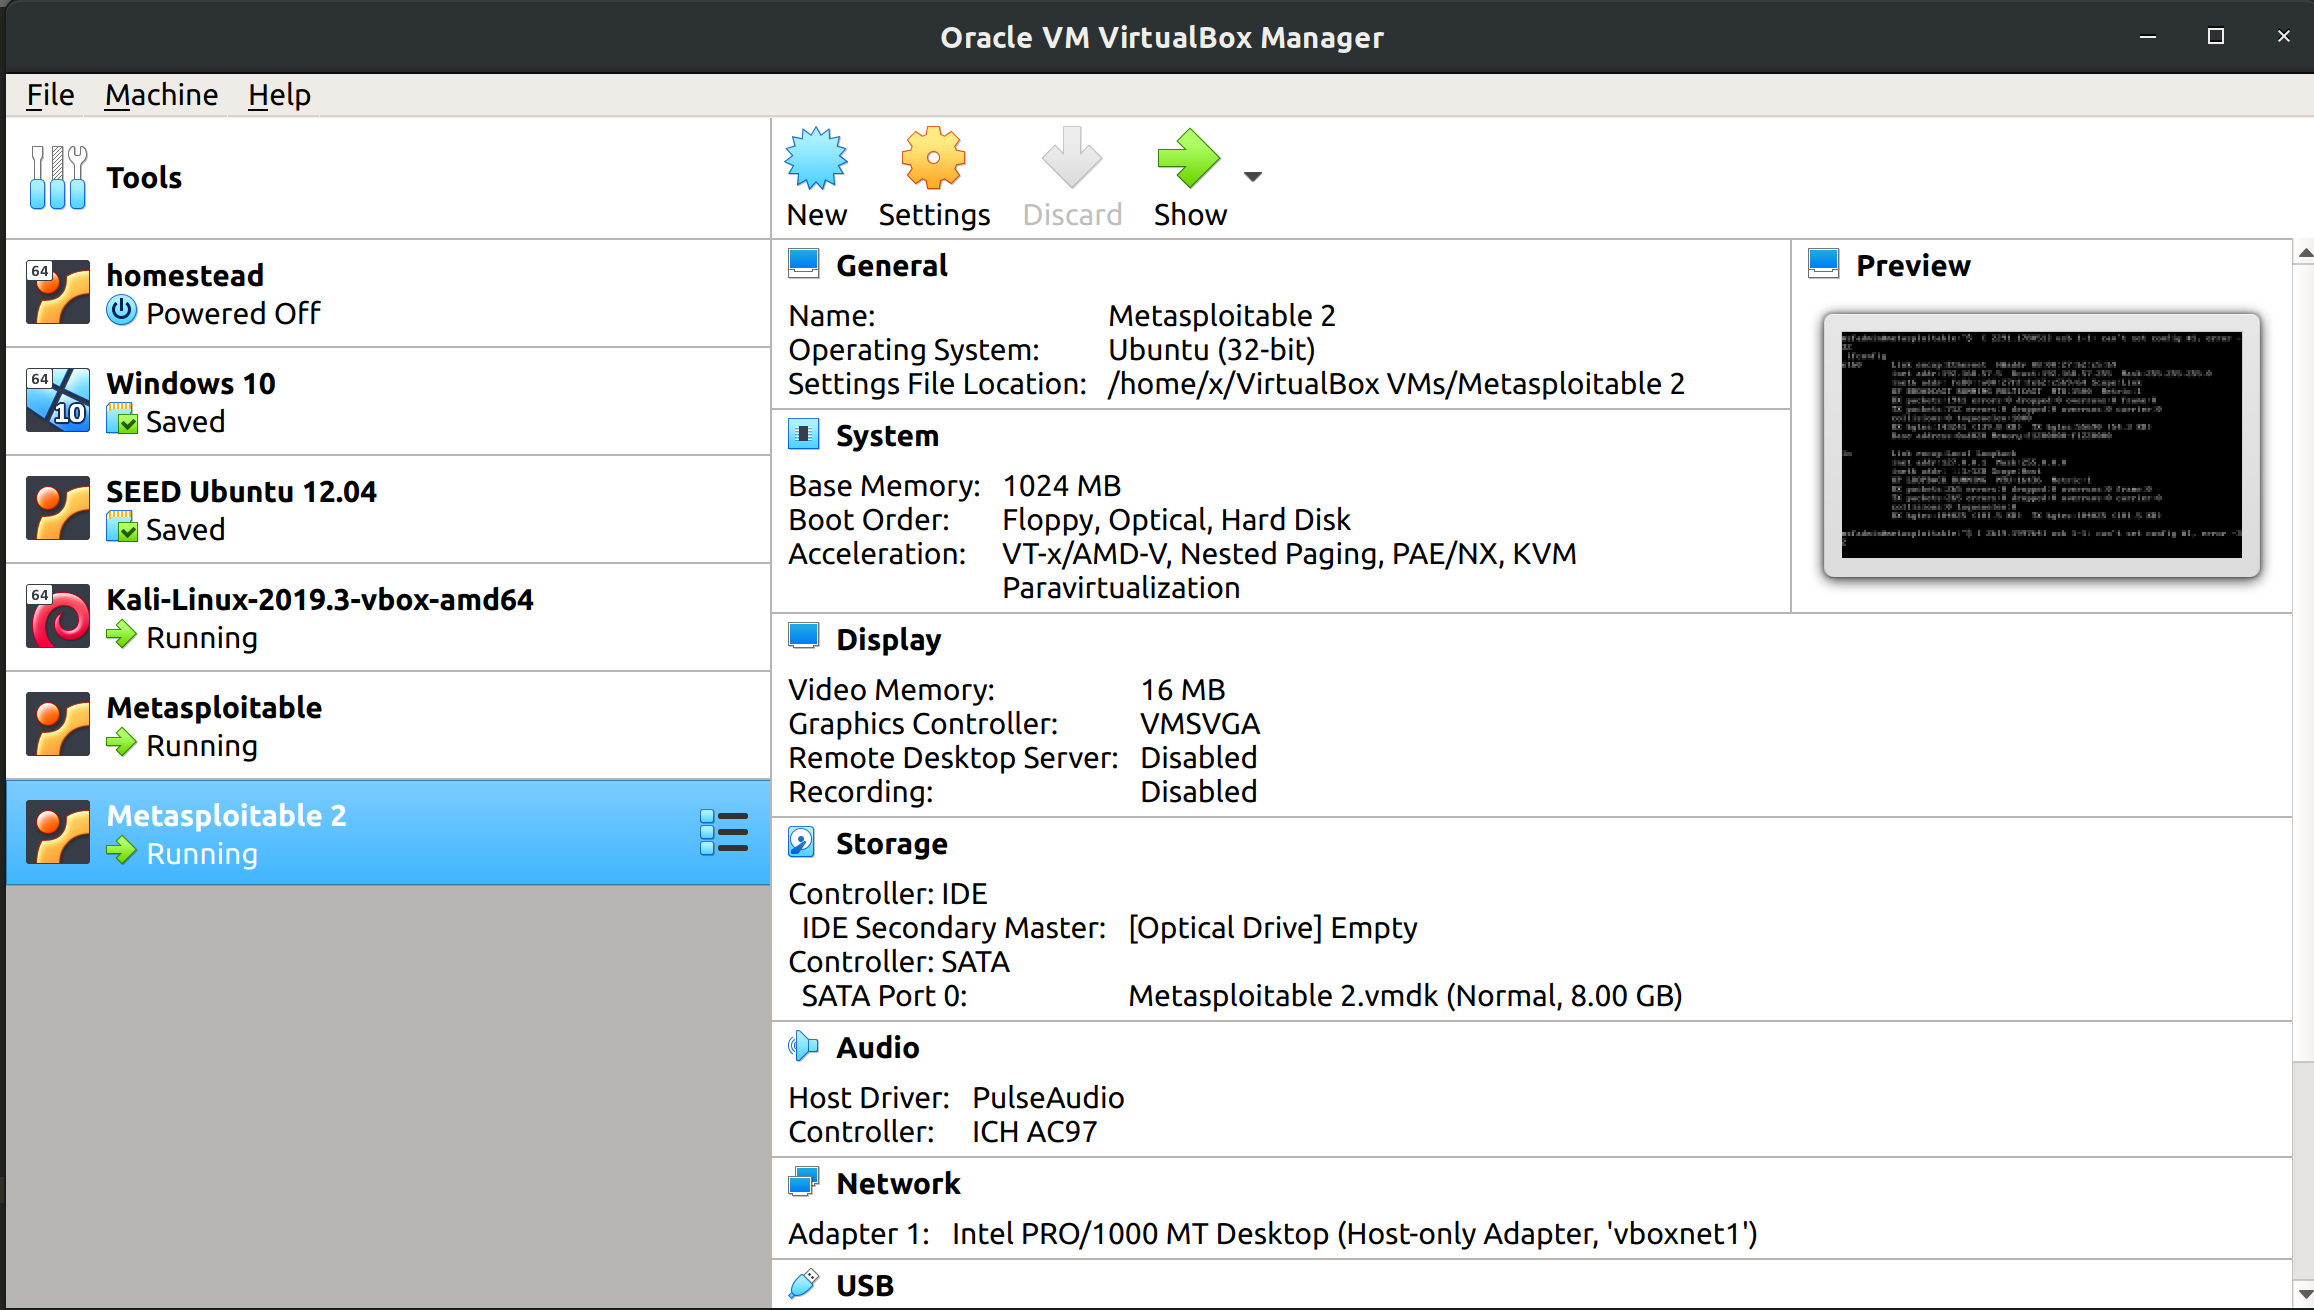 Oracle VM VirtualBox Manager
File Machine Help
Tools
New Settings Discard Show
64
homestead
Powered Off
64
10
Windows 10
Saved
SEED Ubuntu 12.04
Saved
64
Kali-Linux-2019.3-vbox-amd64
Running
Metasploitable
Running
Metasploitable 2
Running
General
Name: Metasploitable 2
Operating System: Ubuntu (32-bit)
Settings File Location: /home/x/VirtualBox VMs/Metasploitable 2
Preview
System
Base Memory: 1024 MB
Boot Order: Floppy, Optical, Hard Disk
Acceleration: VT-x/AMD-V, Nested Paging, PAE/NX, KVM
Paravirtualization
Display
Video Memory: 16 MB
Graphics Controller: VMSVGA
Remote Desktop Server: Disabled
Recording: Disabled
Storage
Controller: IDE
IDE Secondary Master: [Optical Drive] Empty
Controller: SATA
SATA Port 0: Metasploitable 2.vmdk (Normal, 8.00 GB)
Audio
Host Driver: PulseAudio
Controller: ICH AC97
Network
Adapter 1: Intel PRO/1000 MT Desktop (Host-only Adapter, 'vboxnet1')
USB